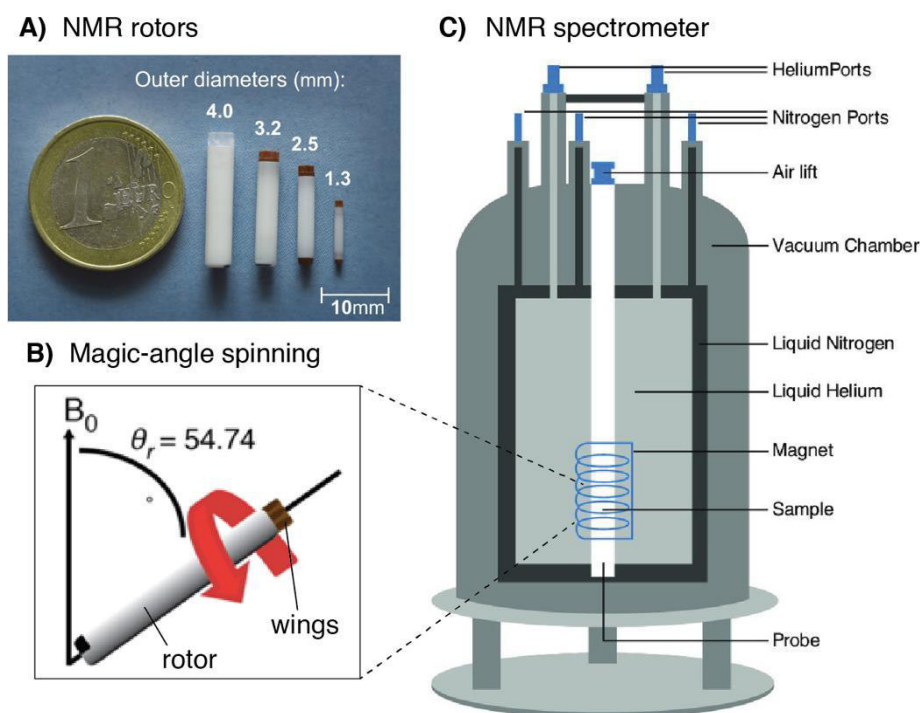 A) NMR rotors
Outer diameters (mm):
4.0
3.2
2.5
1.3
1
EURO
10mm
B) Magic-angle spinning
B0
θr = 54.74
°
wings
rotor
C) NMR spectrometer
HeliumPorts
Nitrogen Ports
Air lift
Vacuum Chamber
Liquid Nitrogen
Liquid Helium
Magnet
Sample
Probe